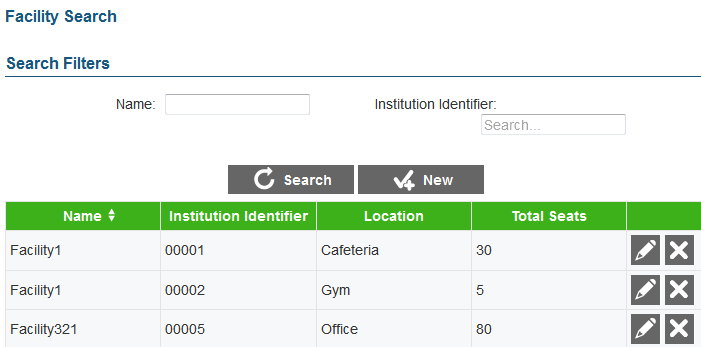 Facility Search
Search Filters
Name: Institution Identifier:
Search...
Search New
Name Institution Identifier Location Total Seats
Facility1 00001 Cafeteria 30
Facility1 00002 Gym 5
Facility321 00005 Office 80